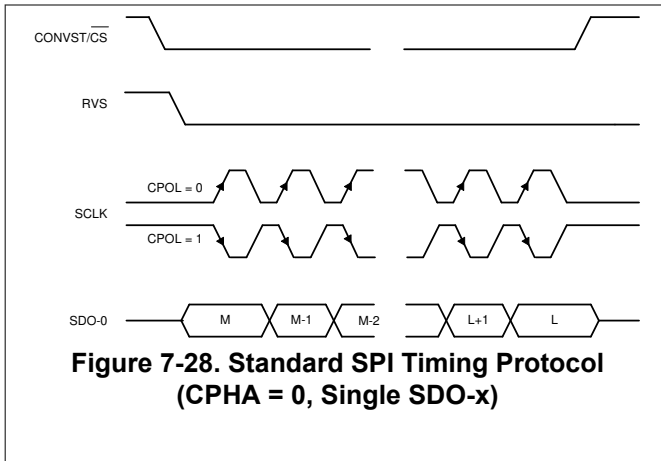 CONVST/CS
RVS
CPOL = 0
SCLK
CPOL = 1
SDO-0 M M-1 M-2 L+1 L
Figure 7-28. Standard SPI Timing Protocol
(CPHA = 0, Single SDO-x)